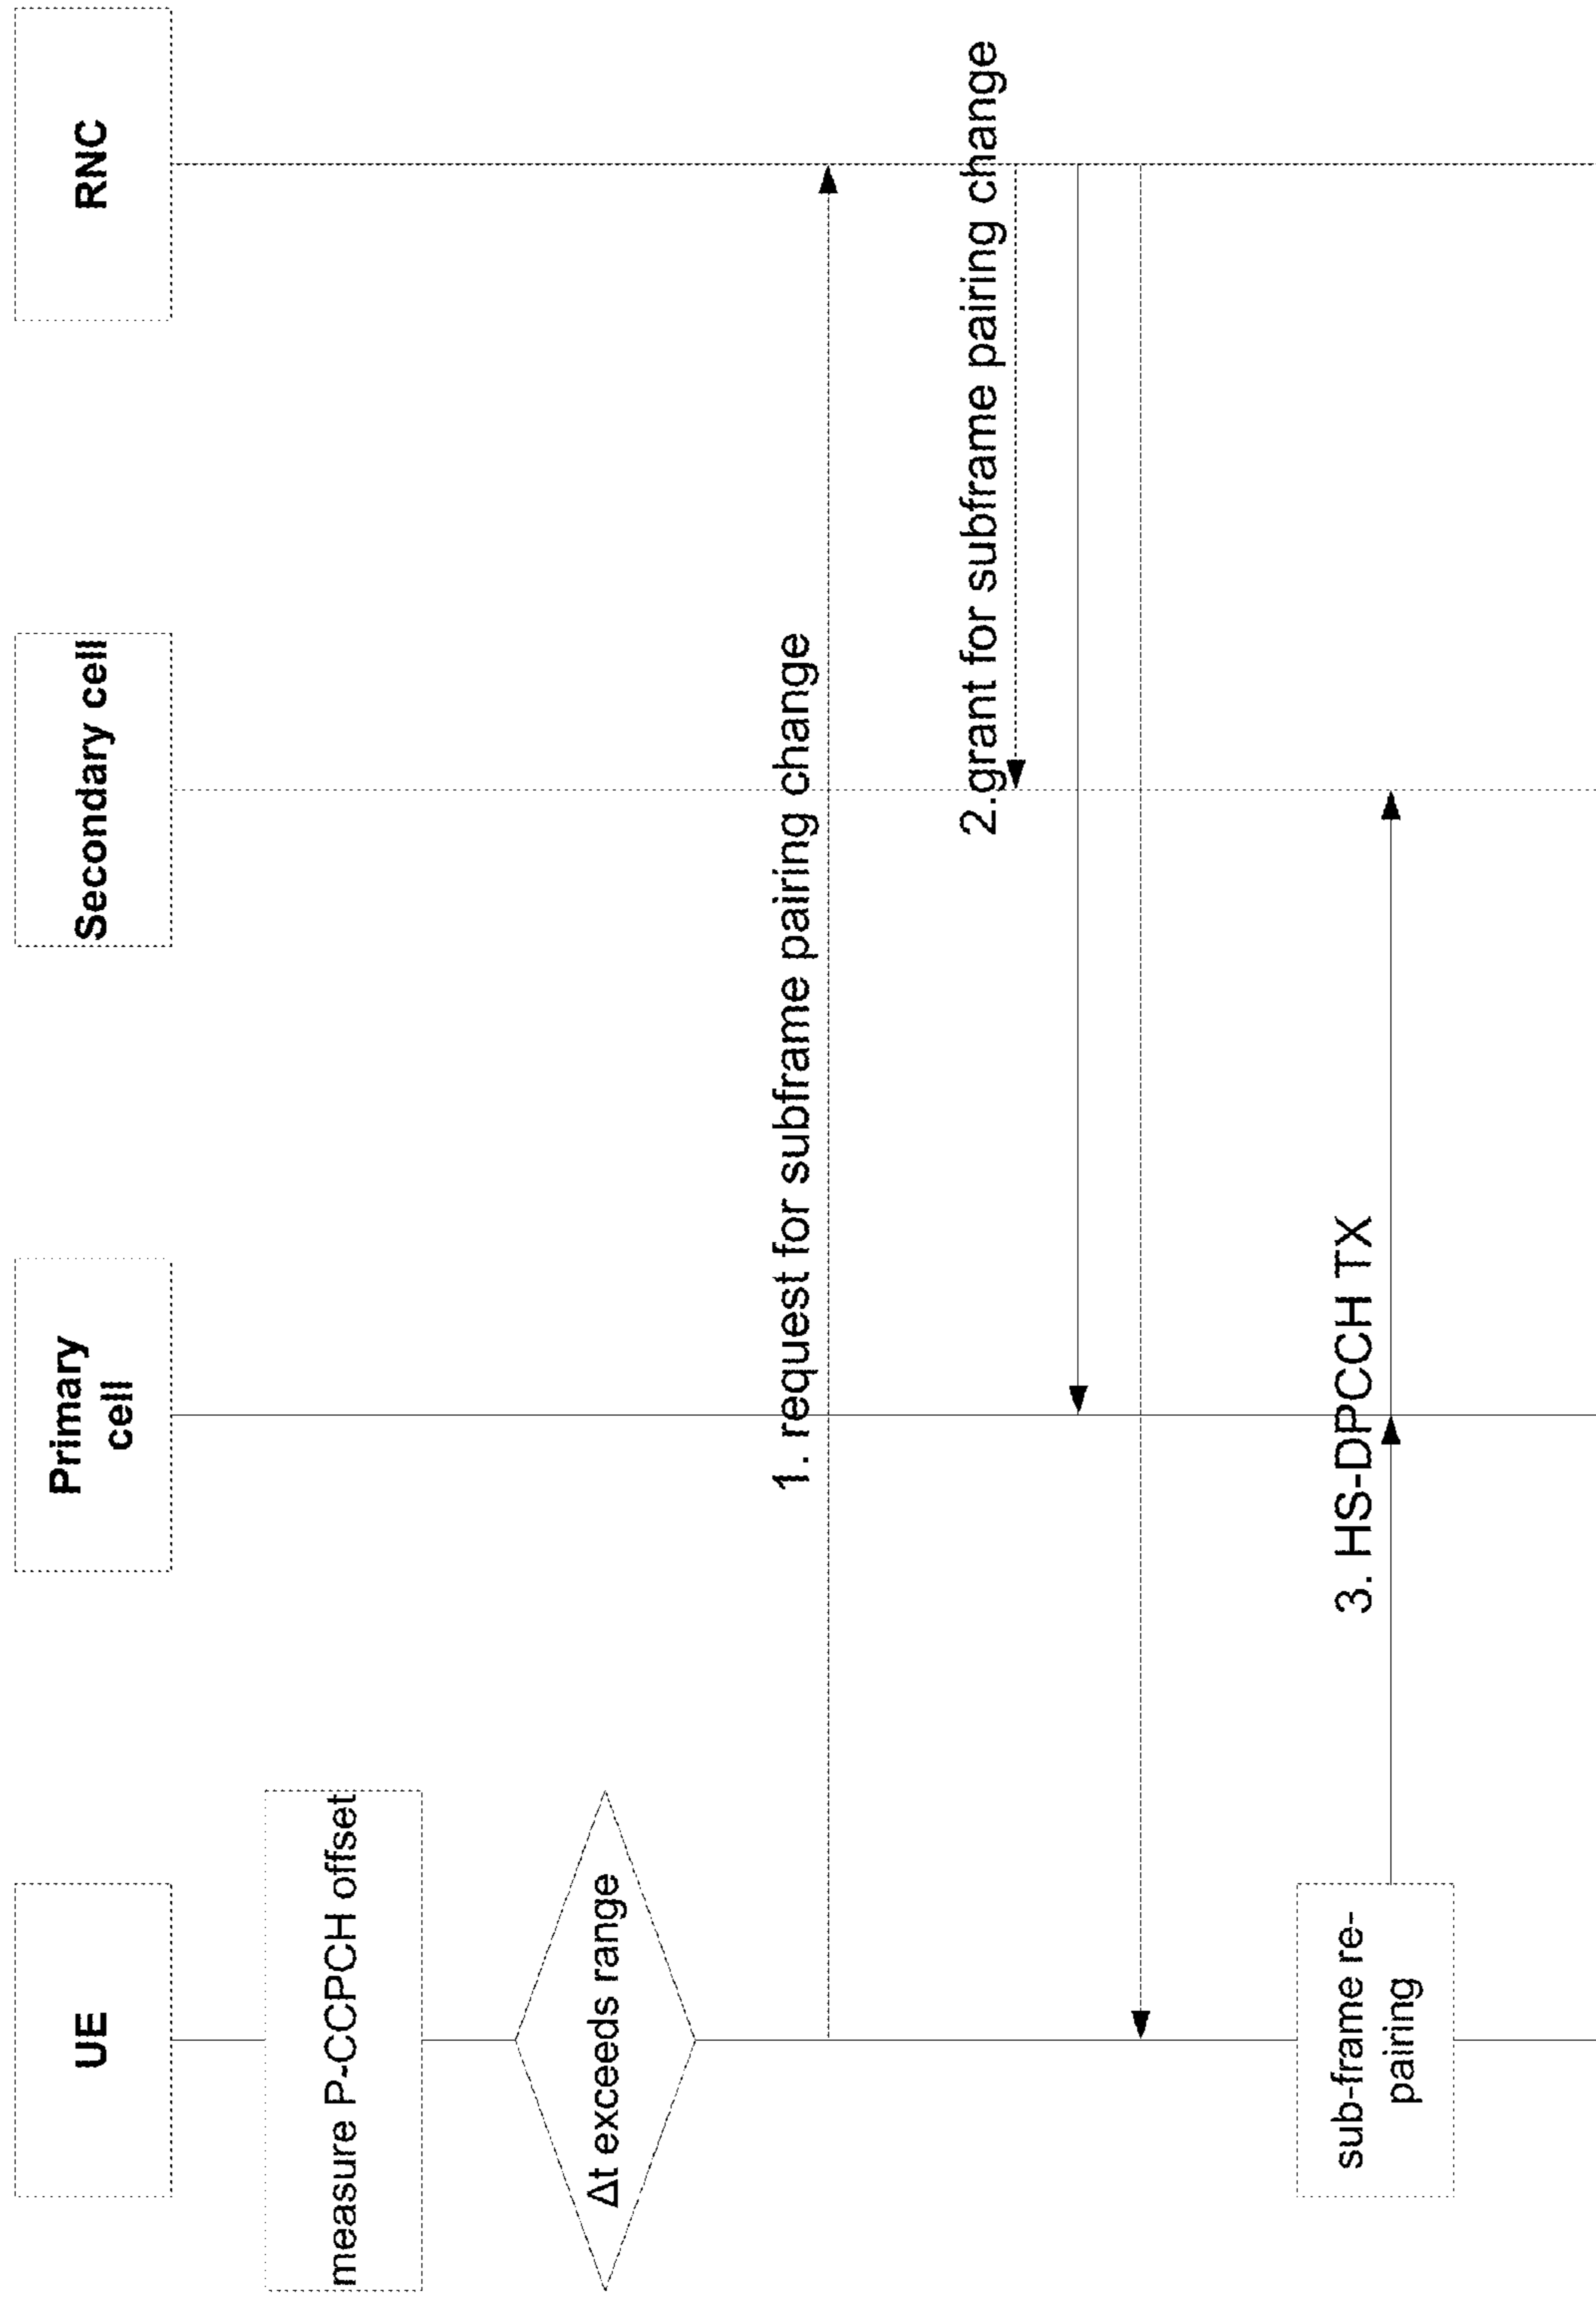 UE
Primary
cell
Secondary cell
RNC
measure P-CCPCH offset
Δt exceeds range
1. request for subframe pairing change
2.grant for subframe pairing change
sub-frame re-
pairing
3. HS-DPCCH TX